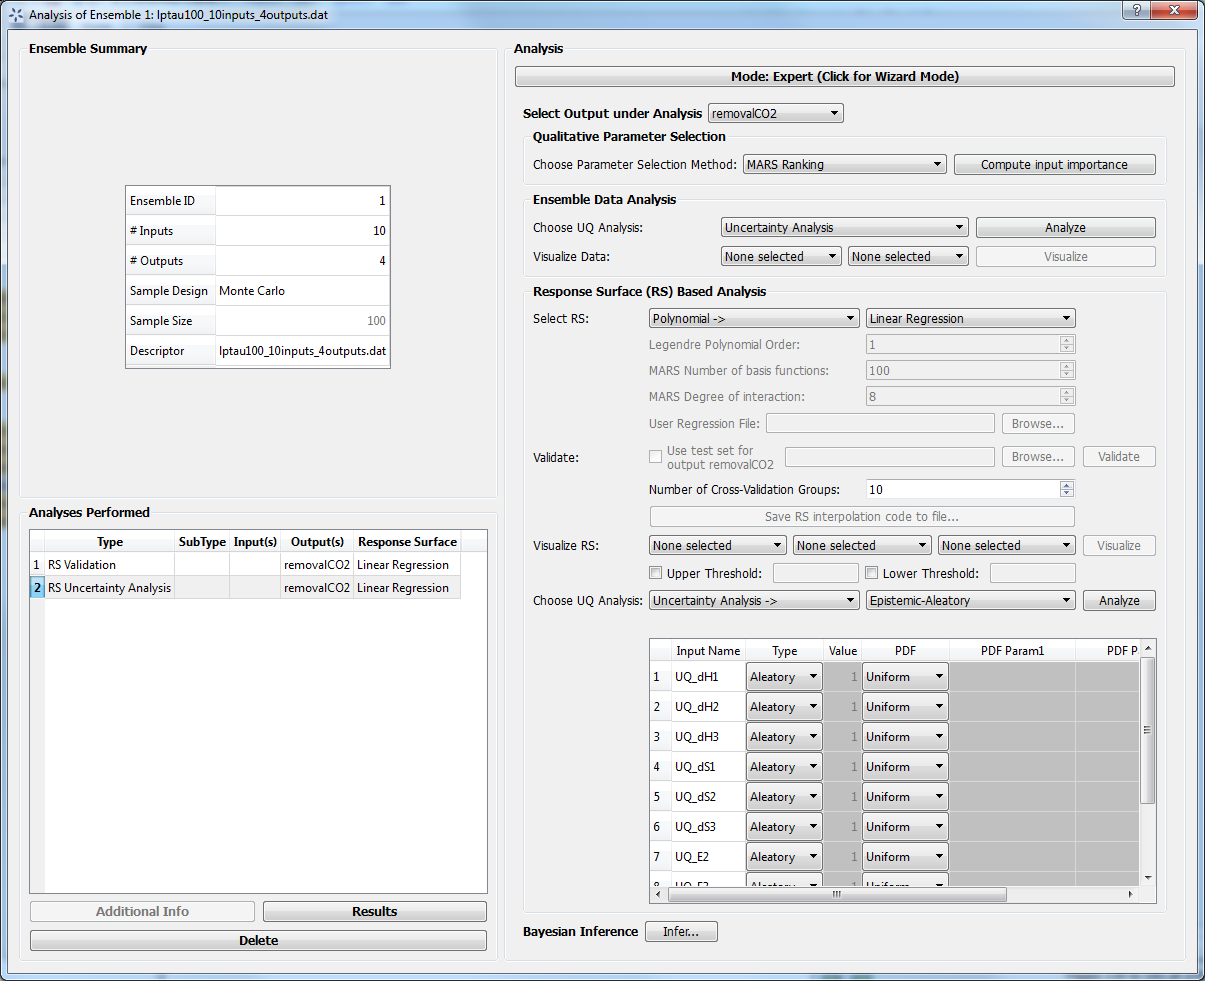 Analysis of Ensemble 1: lptau100_10inputs_4outputs.dat
Ensemble Summary
Ensemble ID 1
# Inputs 10
# Outputs 4
Sample Design Monte Carlo
Sample Size 100
Descriptor lptau100_10inputs_4outputs.dat
Analyses Performed
Type SubType Input(s) Output(s) Response Surface
1 RS Validation removalCO2 Linear Regression
2 RS Uncertainty Analysis removalCO2 Linear Regression
Additional Info Results
Delete
Analysis
Mode: Expert (Click for Wizard Mode)
Select Output under Analysis removalCO2
Qualitative Parameter Selection
Choose Parameter Selection Method: MARS Ranking Compute input importance
Ensemble Data Analysis
Choose UQ Analysis: Uncertainty Analysis Analyze
Visualize Data: None selected None selected Visualize
Response Surface (RS) Based Analysis
Select RS: Polynomial -> Linear Regression
Legendre Polynomial Order: 1
MARS Number of basis functions: 100
MARS Degree of interaction: 8
User Regression File: Browse...
Validate: Use test set for output removalCO2 Browse... Validate
Number of Cross-Validation Groups: 10
Save RS interpolation code to file...
Visualize RS: None selected None selected None selected Visualize
Upper Threshold: Lower Threshold:
Choose UQ Analysis: Uncertainty Analysis -> Epistemic-Aleatory Analyze
Input Name Type Value PDF PDF Param1 PDF P
1 UQ_dH1 Aleatory 1 Uniform
2 UQ_dH2 Aleatory 1 Uniform
3 UQ_dH3 Aleatory 1 Uniform
4 UQ_dS1 Aleatory 1 Uniform
5 UQ_dS2 Aleatory 1 Uniform
6 UQ_dS3 Aleatory 1 Uniform
7 UQ_E2 Aleatory 1 Uniform
8 UQ_E3 Aleatory 1 Uniform
Bayesian Inference Infer...